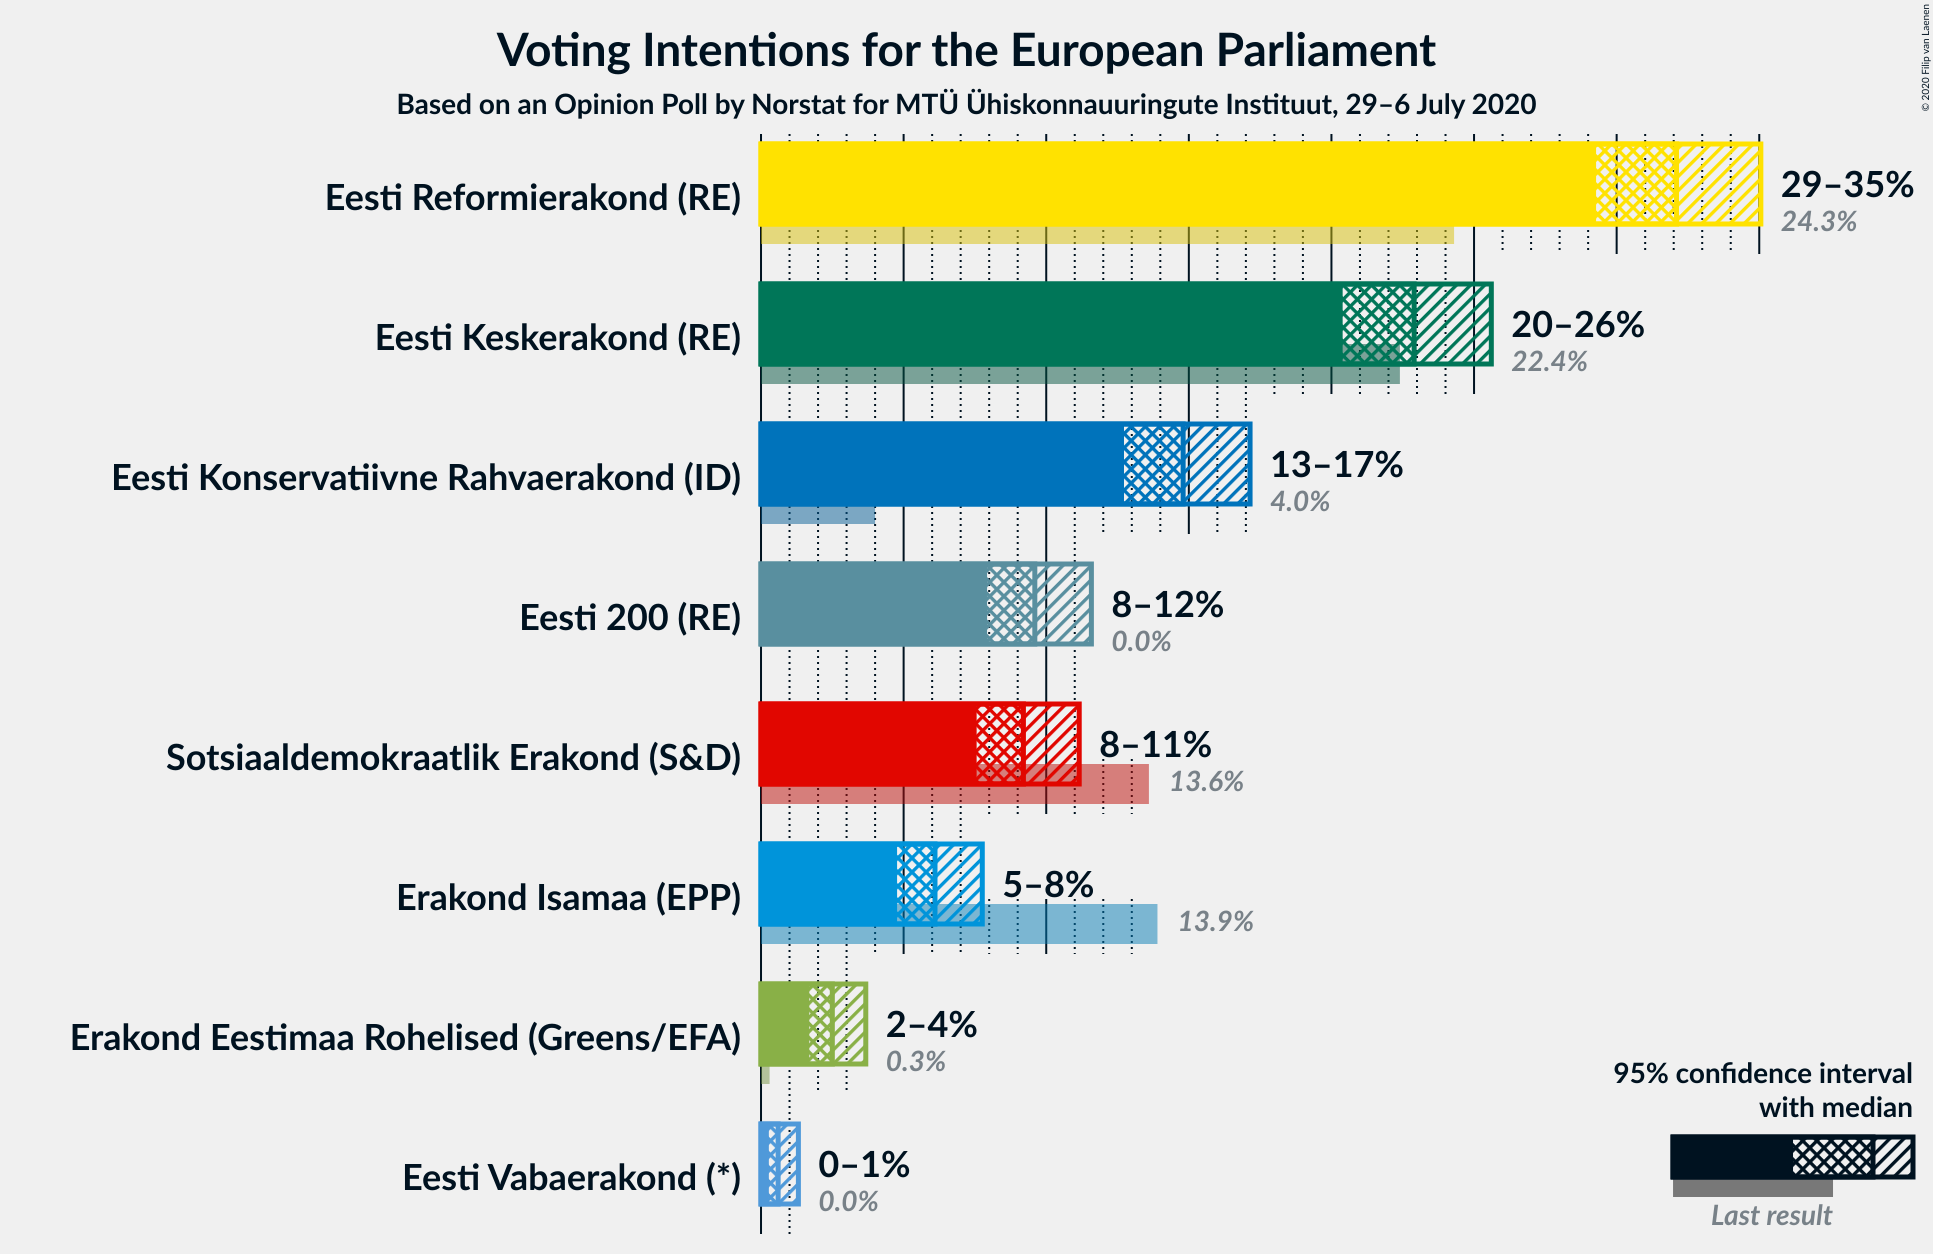 Voting Intentions for the European Parliament
Based on an Opinion Poll by Norstat for MTÜ Ühiskonnauuringute Instituut, 29–6 July 2020
© 2020 Filip van Laenen
Eesti Reformierakond (RE)
29–35%
24.3%
Eesti Keskerakond (RE)
20–26%
22.4%
Eesti Konservatiivne Rahvaerakond (ID)
13–17%
4.0%
Eesti 200 (RE)
8–12%
0.0%
Sotsiaaldemokraatlik Erakond (S&D)
8–11%
13.6%
Erakond Isamaa (EPP)
5–8%
13.9%
Erakond Eestimaa Rohelised (Greens/EFA)
2–4%
0.3%
Eesti Vabaerakond (*)
0–1%
0.0%
95% confidence interval
with median
Last result